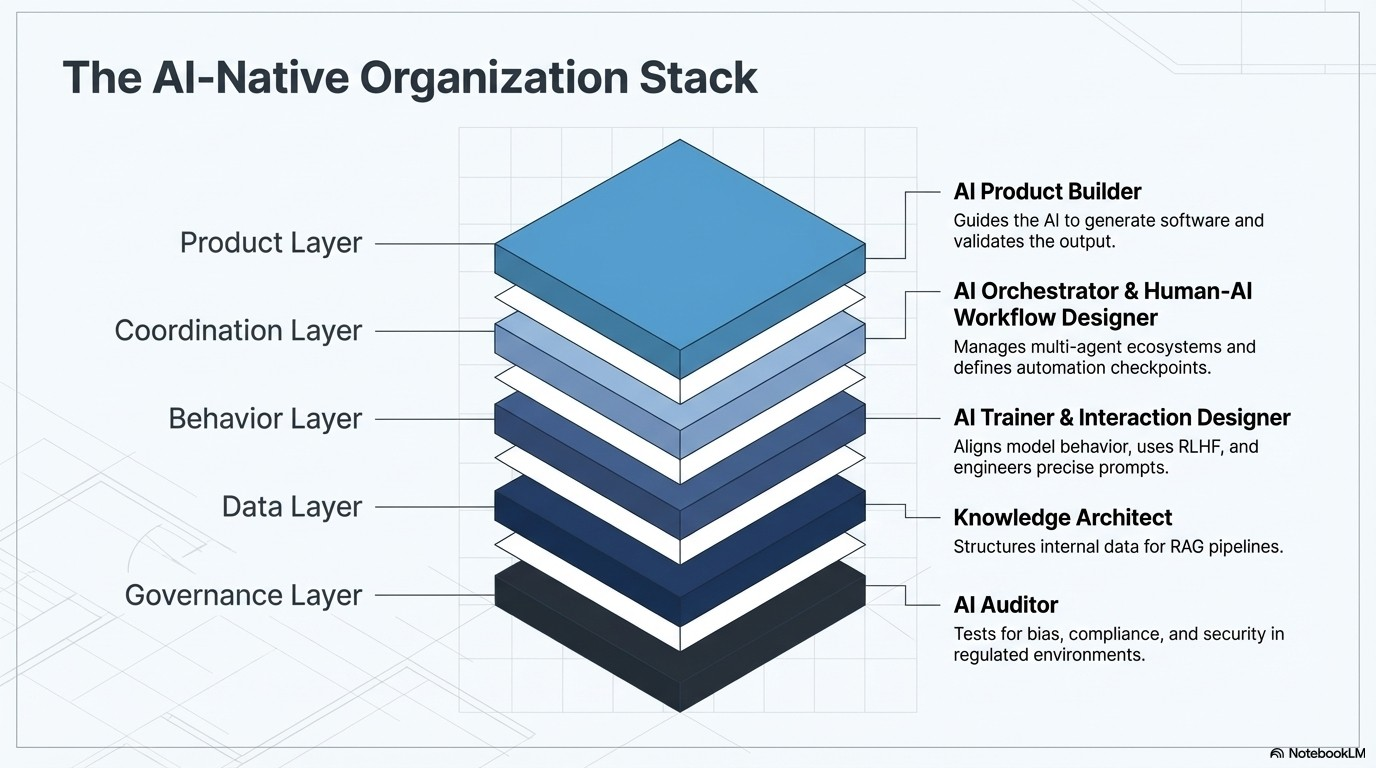 The AI-Native Organization Stack
Product Layer
Coordination Layer
Behavior Layer
Data Layer
Governance Layer
AI Product Builder
Guides the AI to generate software and
validates the output.
AI Orchestrator & Human-AI
Workflow Designer
Manages multi-agent ecosystems and
defines automation checkpoints.
AI Trainer & Interaction Designer
Aligns model behavior, uses RLHF, and
engineers precise prompts.
Knowledge Architect
Structures internal data for RAG pipelines.
AI Auditor
Tests for bias, compliance, and security in
regulated environments.
NotebookLM